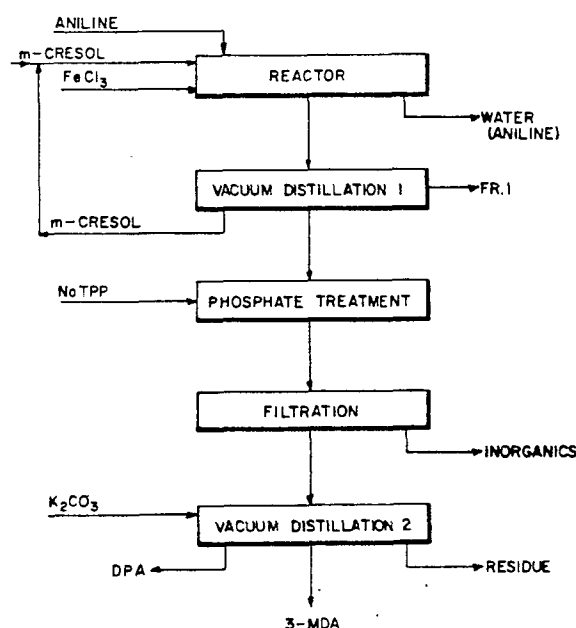 ANILINE
m-CRESOL
FeCl₃
REACTOR
WATER
(ANILINE)
VACUUM DISTILLATION 1
FR.1
m-CRESOL
NaTPP
PHOSPHATE TREATMENT
FILTRATION
INORGANICS
K₂CO₃
VACUUM DISTILLATION 2
DPA
RESIDUE
3-MDA